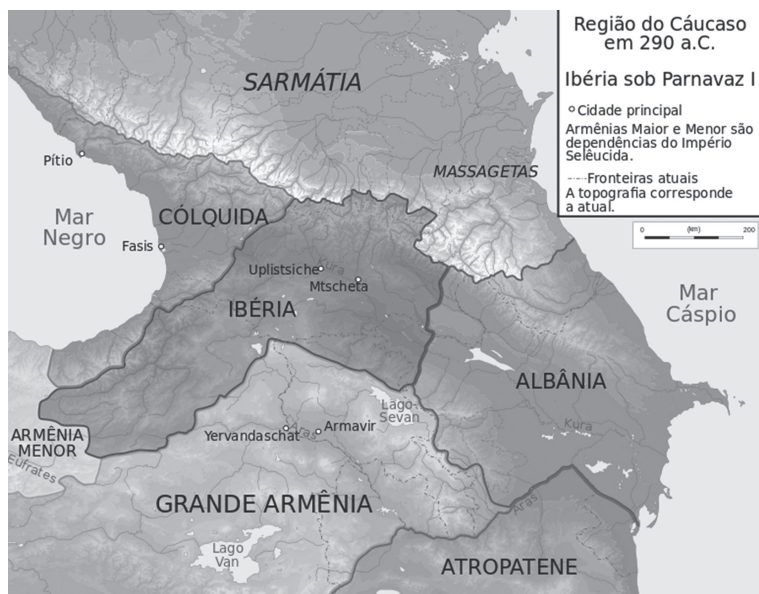 Região do Cáucaso
em 290 a.C.
Ibéria sob Parnavaz I
Cidade principal
Armênias Maior e Menor são
dependências do Império
Selêucida.
Fronteiras atuais
A topografia corresponde
a atual.
0 (km) 200
SARMÁTIA
MASSAGETAS
Pítio
Mar
Negro
CÓLQUIDA
Fasis
Uplistsiche
Kura
Mtscheta
IBÉRIA
Mar
Cáspio
ALBÂNIA
Kura
Lago
Sevan
ARMÊNIA
MENOR
Eufrates
Yervandaschat
Aras
Armavir
GRANDE ARMÊNIA
Lago
Van
Aras
ATROPATENE